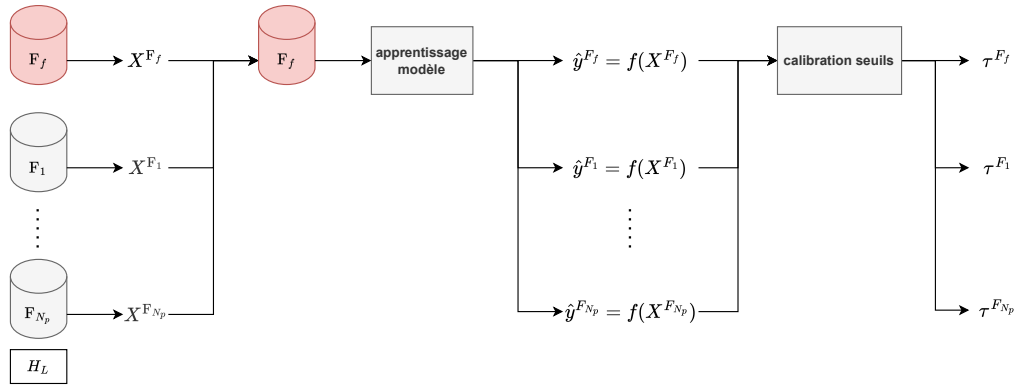 F_f
X^{F_f}
F_f
apprentissage
modèle
ŷ^{F_f} = f(X^{F_f})
calibration seuils
τ^{F_f}
F_1
X^{F_1}
ŷ^{F_1} = f(X^{F_1})
τ^{F_1}
F_{N_p}
X^{F_{N_p}}
ŷ^{F_{N_p}} = f(X^{F_{N_p}})
τ^{F_{N_p}}
H_L